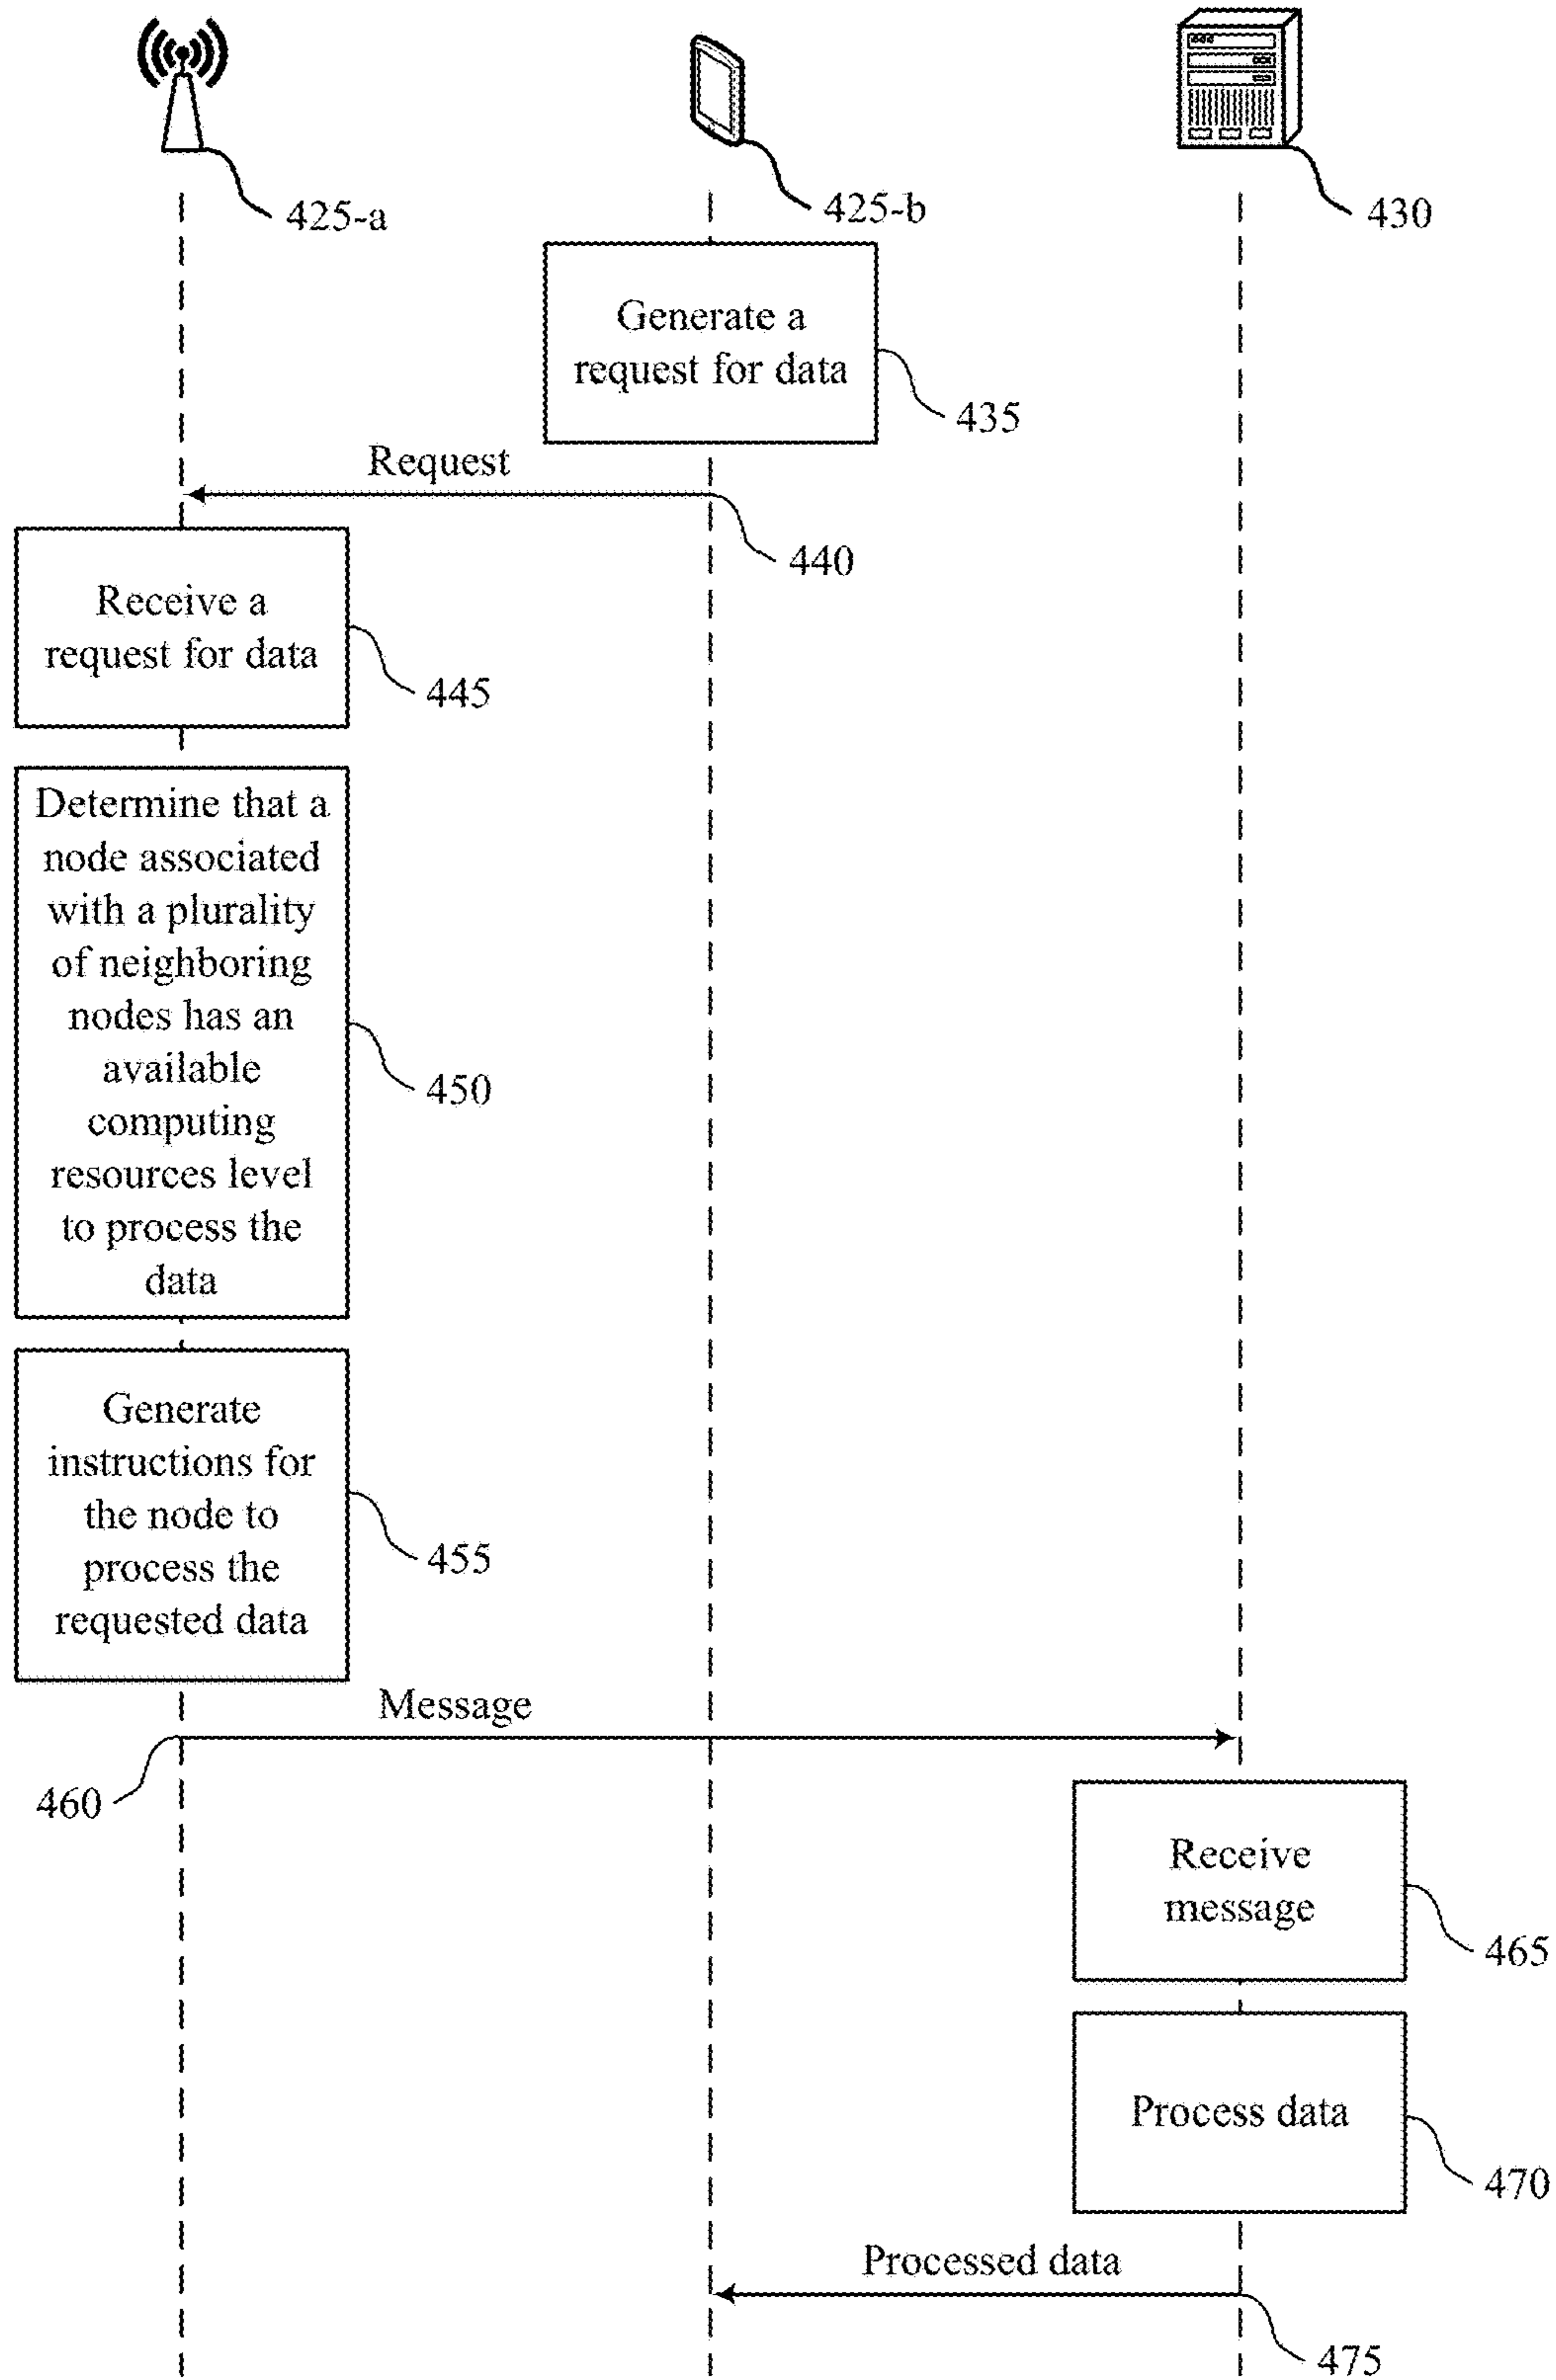 425-a
425-b
430
Generate a
request for data
435
Request
440
Receive a
request for data
445
Determine that a
node associated
with a plurality
of neighboring
nodes has an
available
computing
resources level
to process the
data
450
Generate
instructions for
the node to
process the
requested data
455
Message
460
Receive
message
465
Process data
470
Processed data
475